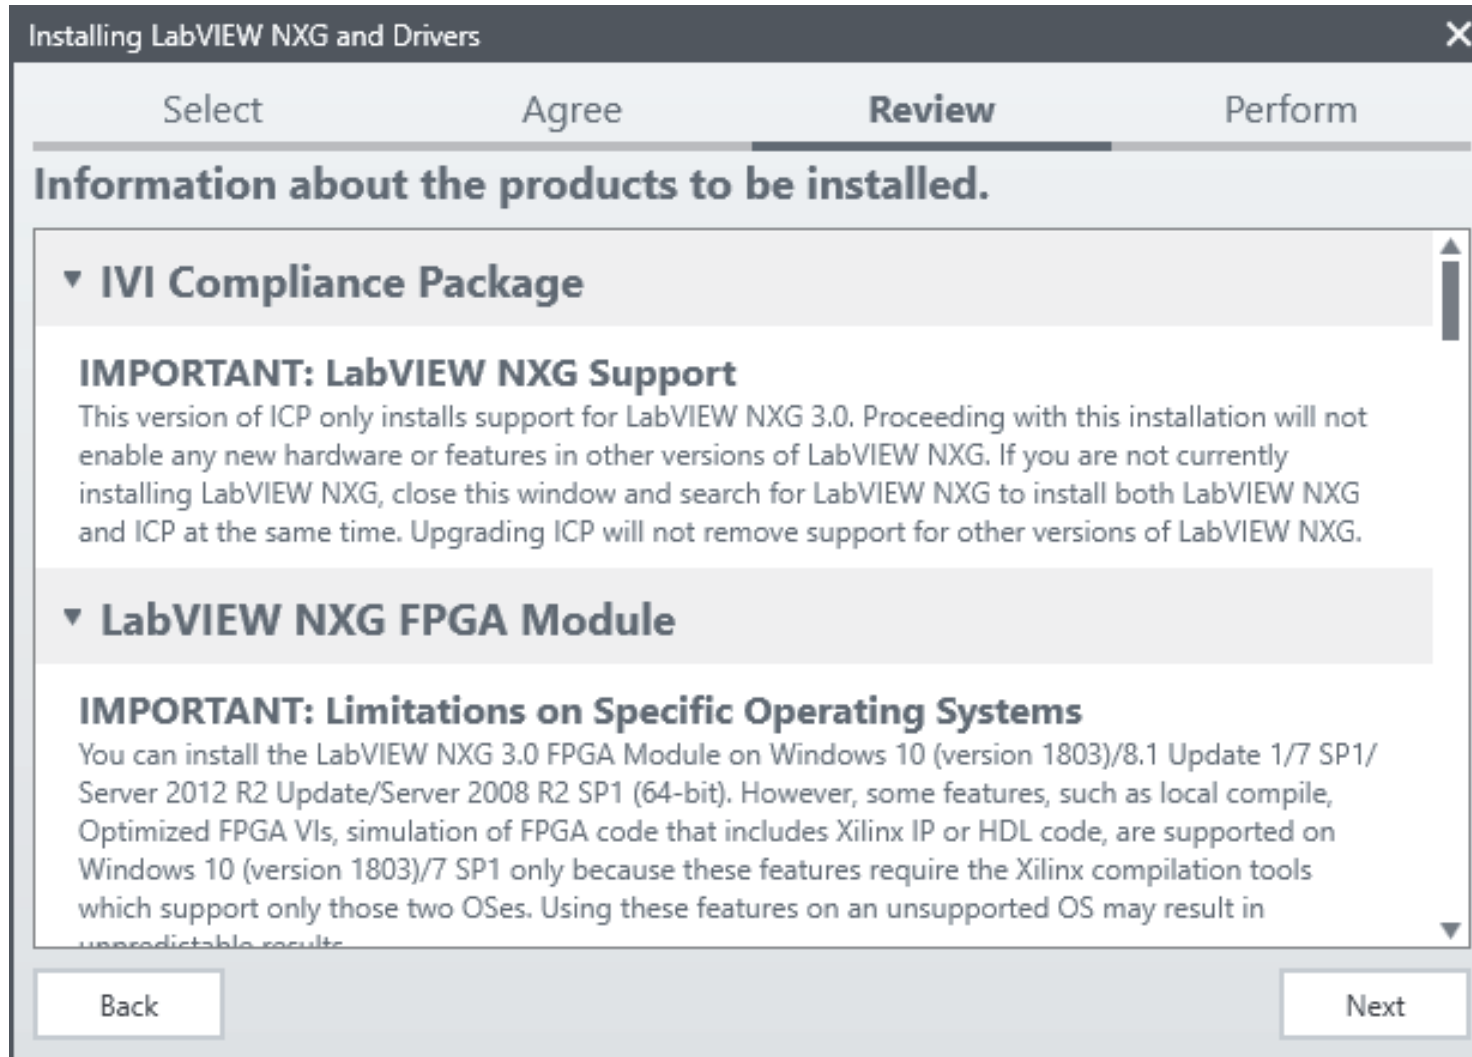 Installing LabVIEW NXG and Drivers
Select Agree Review Perform
Information about the products to be installed.
IVI Compliance Package
IMPORTANT: LabVIEW NXG Support
This version of ICP only installs support for LabVIEW NXG 3.0. Proceeding with this installation will not
enable any new hardware or features in other versions of LabVIEW NXG. If you are not currently
installing LabVIEW NXG, close this window and search for LabVIEW NXG to install both LabVIEW NXG
and ICP at the same time. Upgrading ICP will not remove support for other versions of LabVIEW NXG.
LabVIEW NXG FPGA Module
IMPORTANT: Limitations on Specific Operating Systems
You can install the LabVIEW NXG 3.0 FPGA Module on Windows 10 (version 1803)/8.1 Update 1/7 SP1/
Server 2012 R2 Update/Server 2008 R2 SP1 (64-bit). However, some features, such as local compile,
Optimized FPGA VIs, simulation of FPGA code that includes Xilinx IP or HDL code, are supported on
Windows 10 (version 1803)/7 SP1 only because these features require the Xilinx compilation tools
which support only those two OSes. Using these features on an unsupported OS may result in
unpredictable results.
Back Next